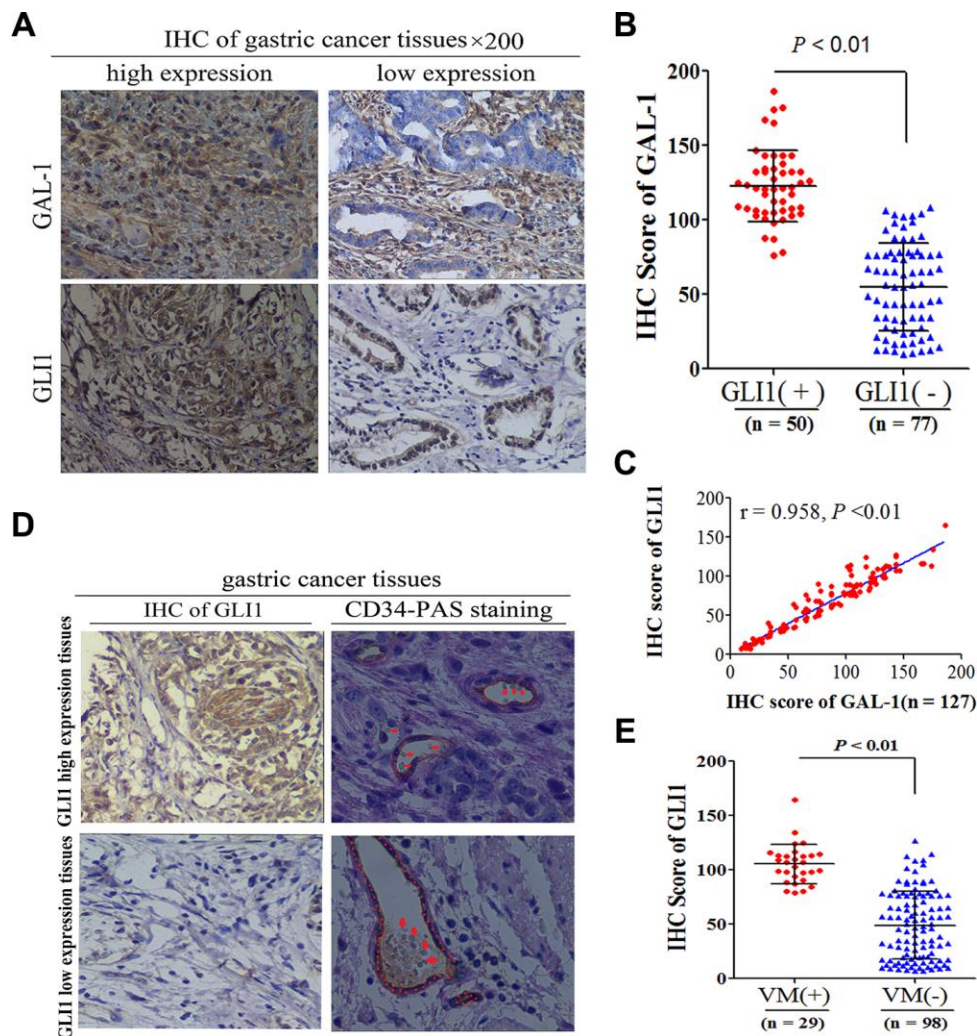 A
IHC of gastric cancer tissues×200
high expression low expression
GAL-1
GLI1
B
P < 0.01
IHC Score of GAL-1
200
150
100
50
0
GLI1(+) GLI1(-)
(n = 50) (n = 77)
C
IHC score of GLI1
200
150
100
50
0
r = 0.958, P <0.01
0 50 100 150 200
IHC score of GAL-1(n = 127)
D
gastric cancer tissues
IHC of GLI1 CD34-PAS staining
GLI1 high expression tissues
GLI1 low expression tissues
E
P < 0.01
IHC Score of GLI1
200
150
100
50
0
VM(+) VM(-)
(n = 29) (n = 98)